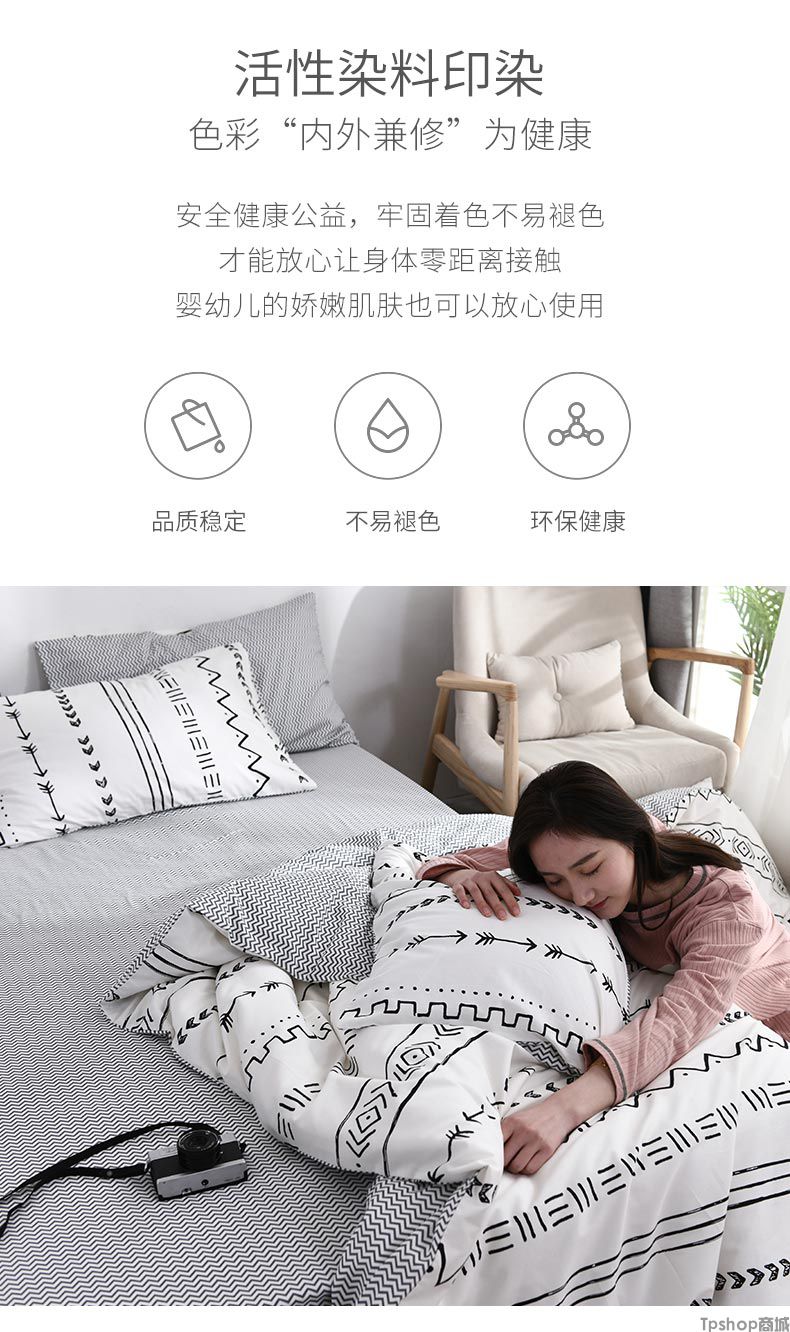 活性染料印染
色彩“内外兼修”为健康
安全健康公益，牢固着色不易褪色
才能放心让身体零距离接触
婴幼儿的娇嫩肌肤也可以放心使用
品质稳定
不易褪色
环保健康
Tpshop商城